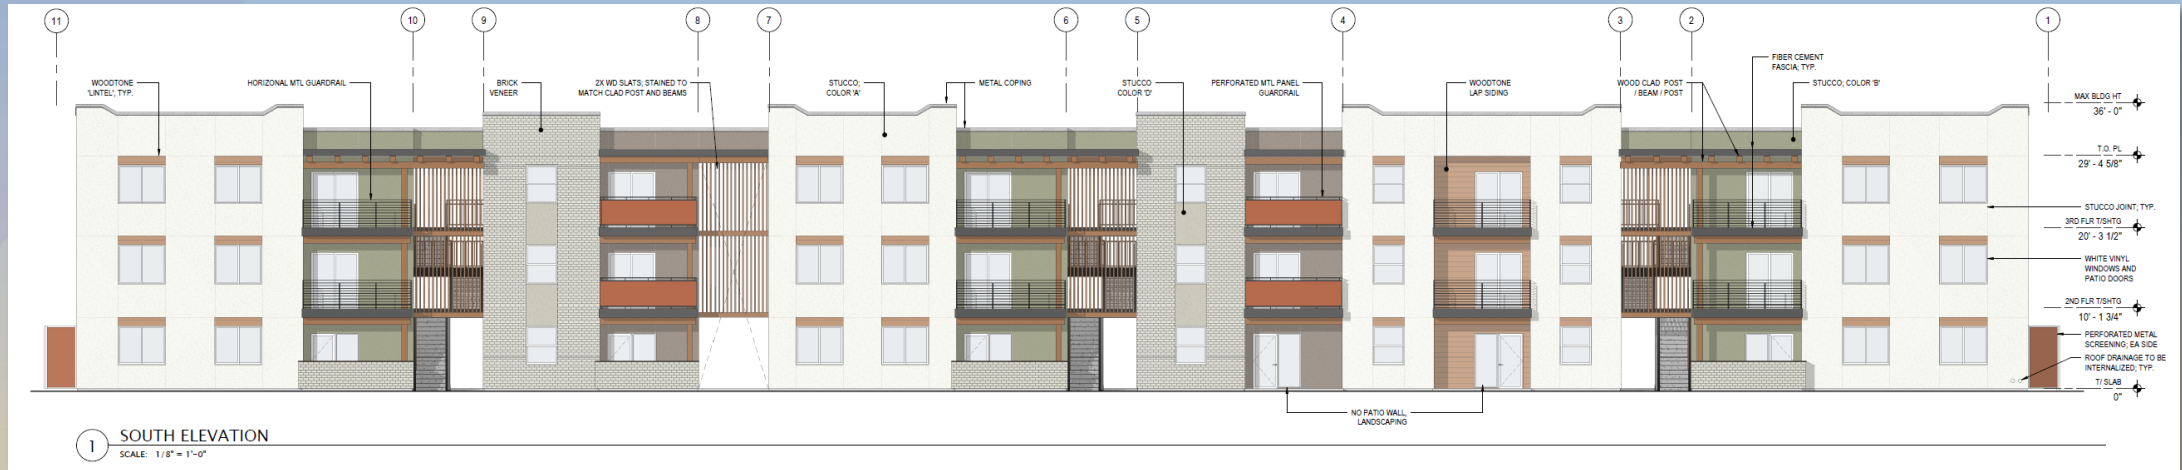 11
10
9
8
7
6
5
4
3
2
1
WOODTONE
'LINTEL', TYP.
HORIZONAL MTL GUARDRAIL
BRICK
VENEER
2X WD SLATS; STAINED TO
MATCH CLAD POST AND BEAMS
STUCCO;
COLOR 'A'
METAL COPING
STUCCO
COLOR 'D'
PERFORATED MTL PANEL
GUARDRAIL
WOODTONE
LAP SIDING
WOOD CLAD POST
/ BEAM / POST
FIBER CEMENT
FASCIA; TYP.
STUCCO; COLOR 'B'
MAX BLDG HT
36' - 0"
T.O. PL
29' - 4 5/8"
STUCCO JOINT; TYP.
3RD FLR T/SHTG
20' - 3 1/2"
WHITE VINYL
WINDOWS AND
PATIO DOORS
2ND FLR T/SHTG
10' - 1 3/4"
PERFORATED METAL
SCREENING; EA SIDE
ROOF DRAINAGE TO BE
INTERNALIZED; TYP.
T/ SLAB
0"
NO PATIO WALL,
LANDSCAPING
1
SOUTH ELEVATION
SCALE: 1/8" = 1'-0"